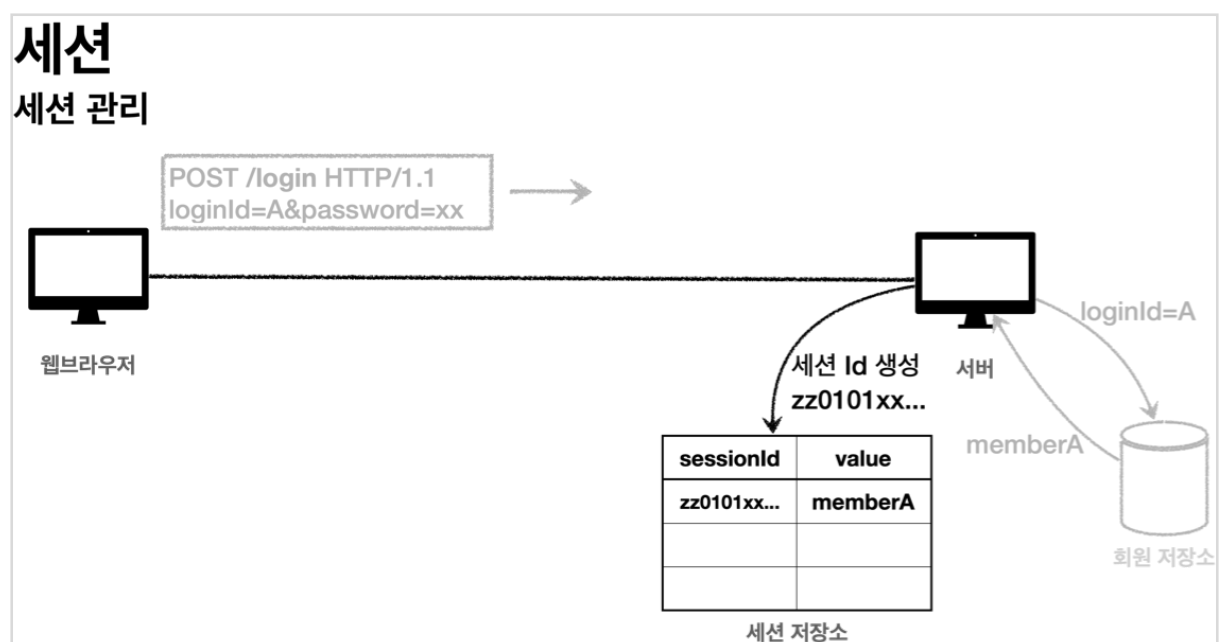 세션
세션 관리
POST /login HTTP/1.1
loginId=A&password=xx
웹브라우저
서버
loginId=A
memberA
회원 저장소
세션 Id 생성
zz0101xx...
sessionId value
zz0101xx... memberA
세션 저장소